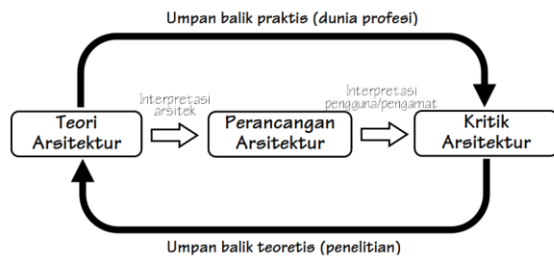 Umpan balik praktis (dunia profesi)
Interpretasi
arsitek
Interpretasi
pengguna/pengamat
Teori
Arsitektur
Perancangan
Arsitektur
Kritik
Arsitektur
Umpan balik teoretis (penelitian)